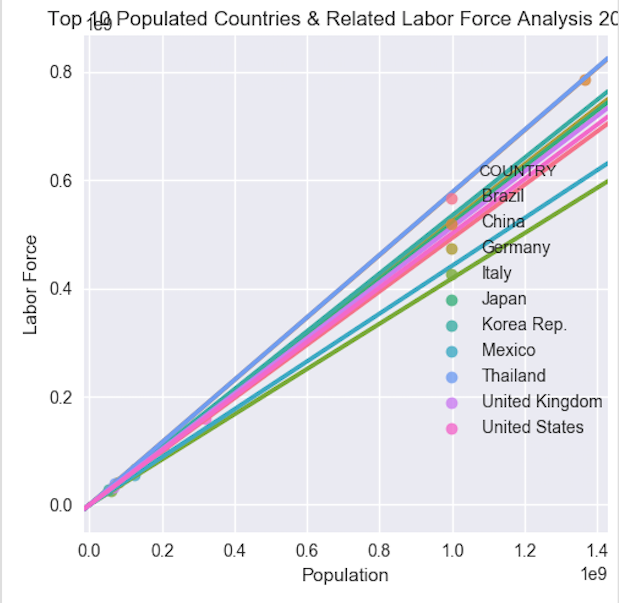 Top 10 Populated Countries & Related Labor Force Analysis 20
1e9
0.8
0.6
0.4
0.2
0.0
Labor Force
COUNTRY
Brazil
China
Germany
Italy
Japan
Korea Rep.
Mexico
Thailand
United Kingdom
United States
0.0 0.2 0.4 0.6 0.8 1.0 1.2 1.4
Population
1e9